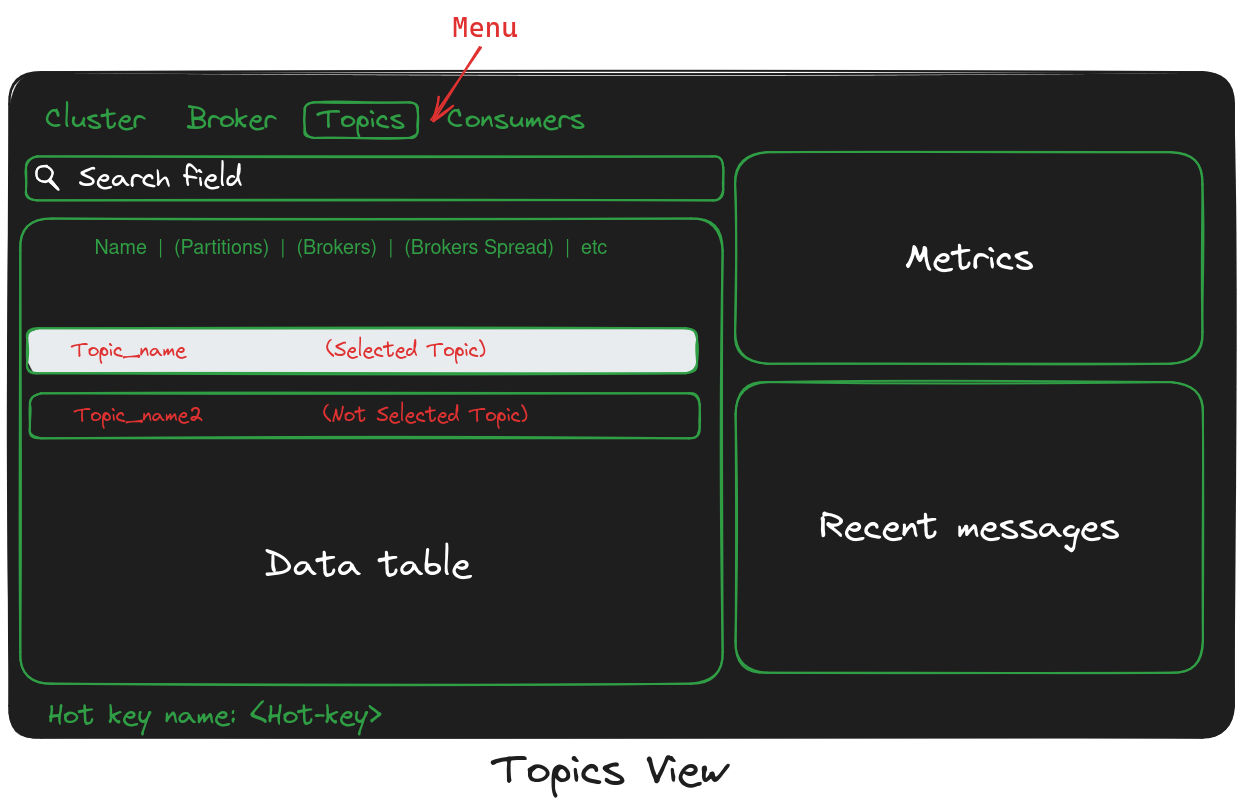 Menu
Cluster Broker Topics Consumers
Search field
Name | (Partitions) | (Brokers) | (Brokers Spread) | etc
Topic_name (Selected Topic)
Topic_name2 (Not Selected Topic)
Data table
Metrics
Recent messages
Hot key name: <Hot-key>
Topics View